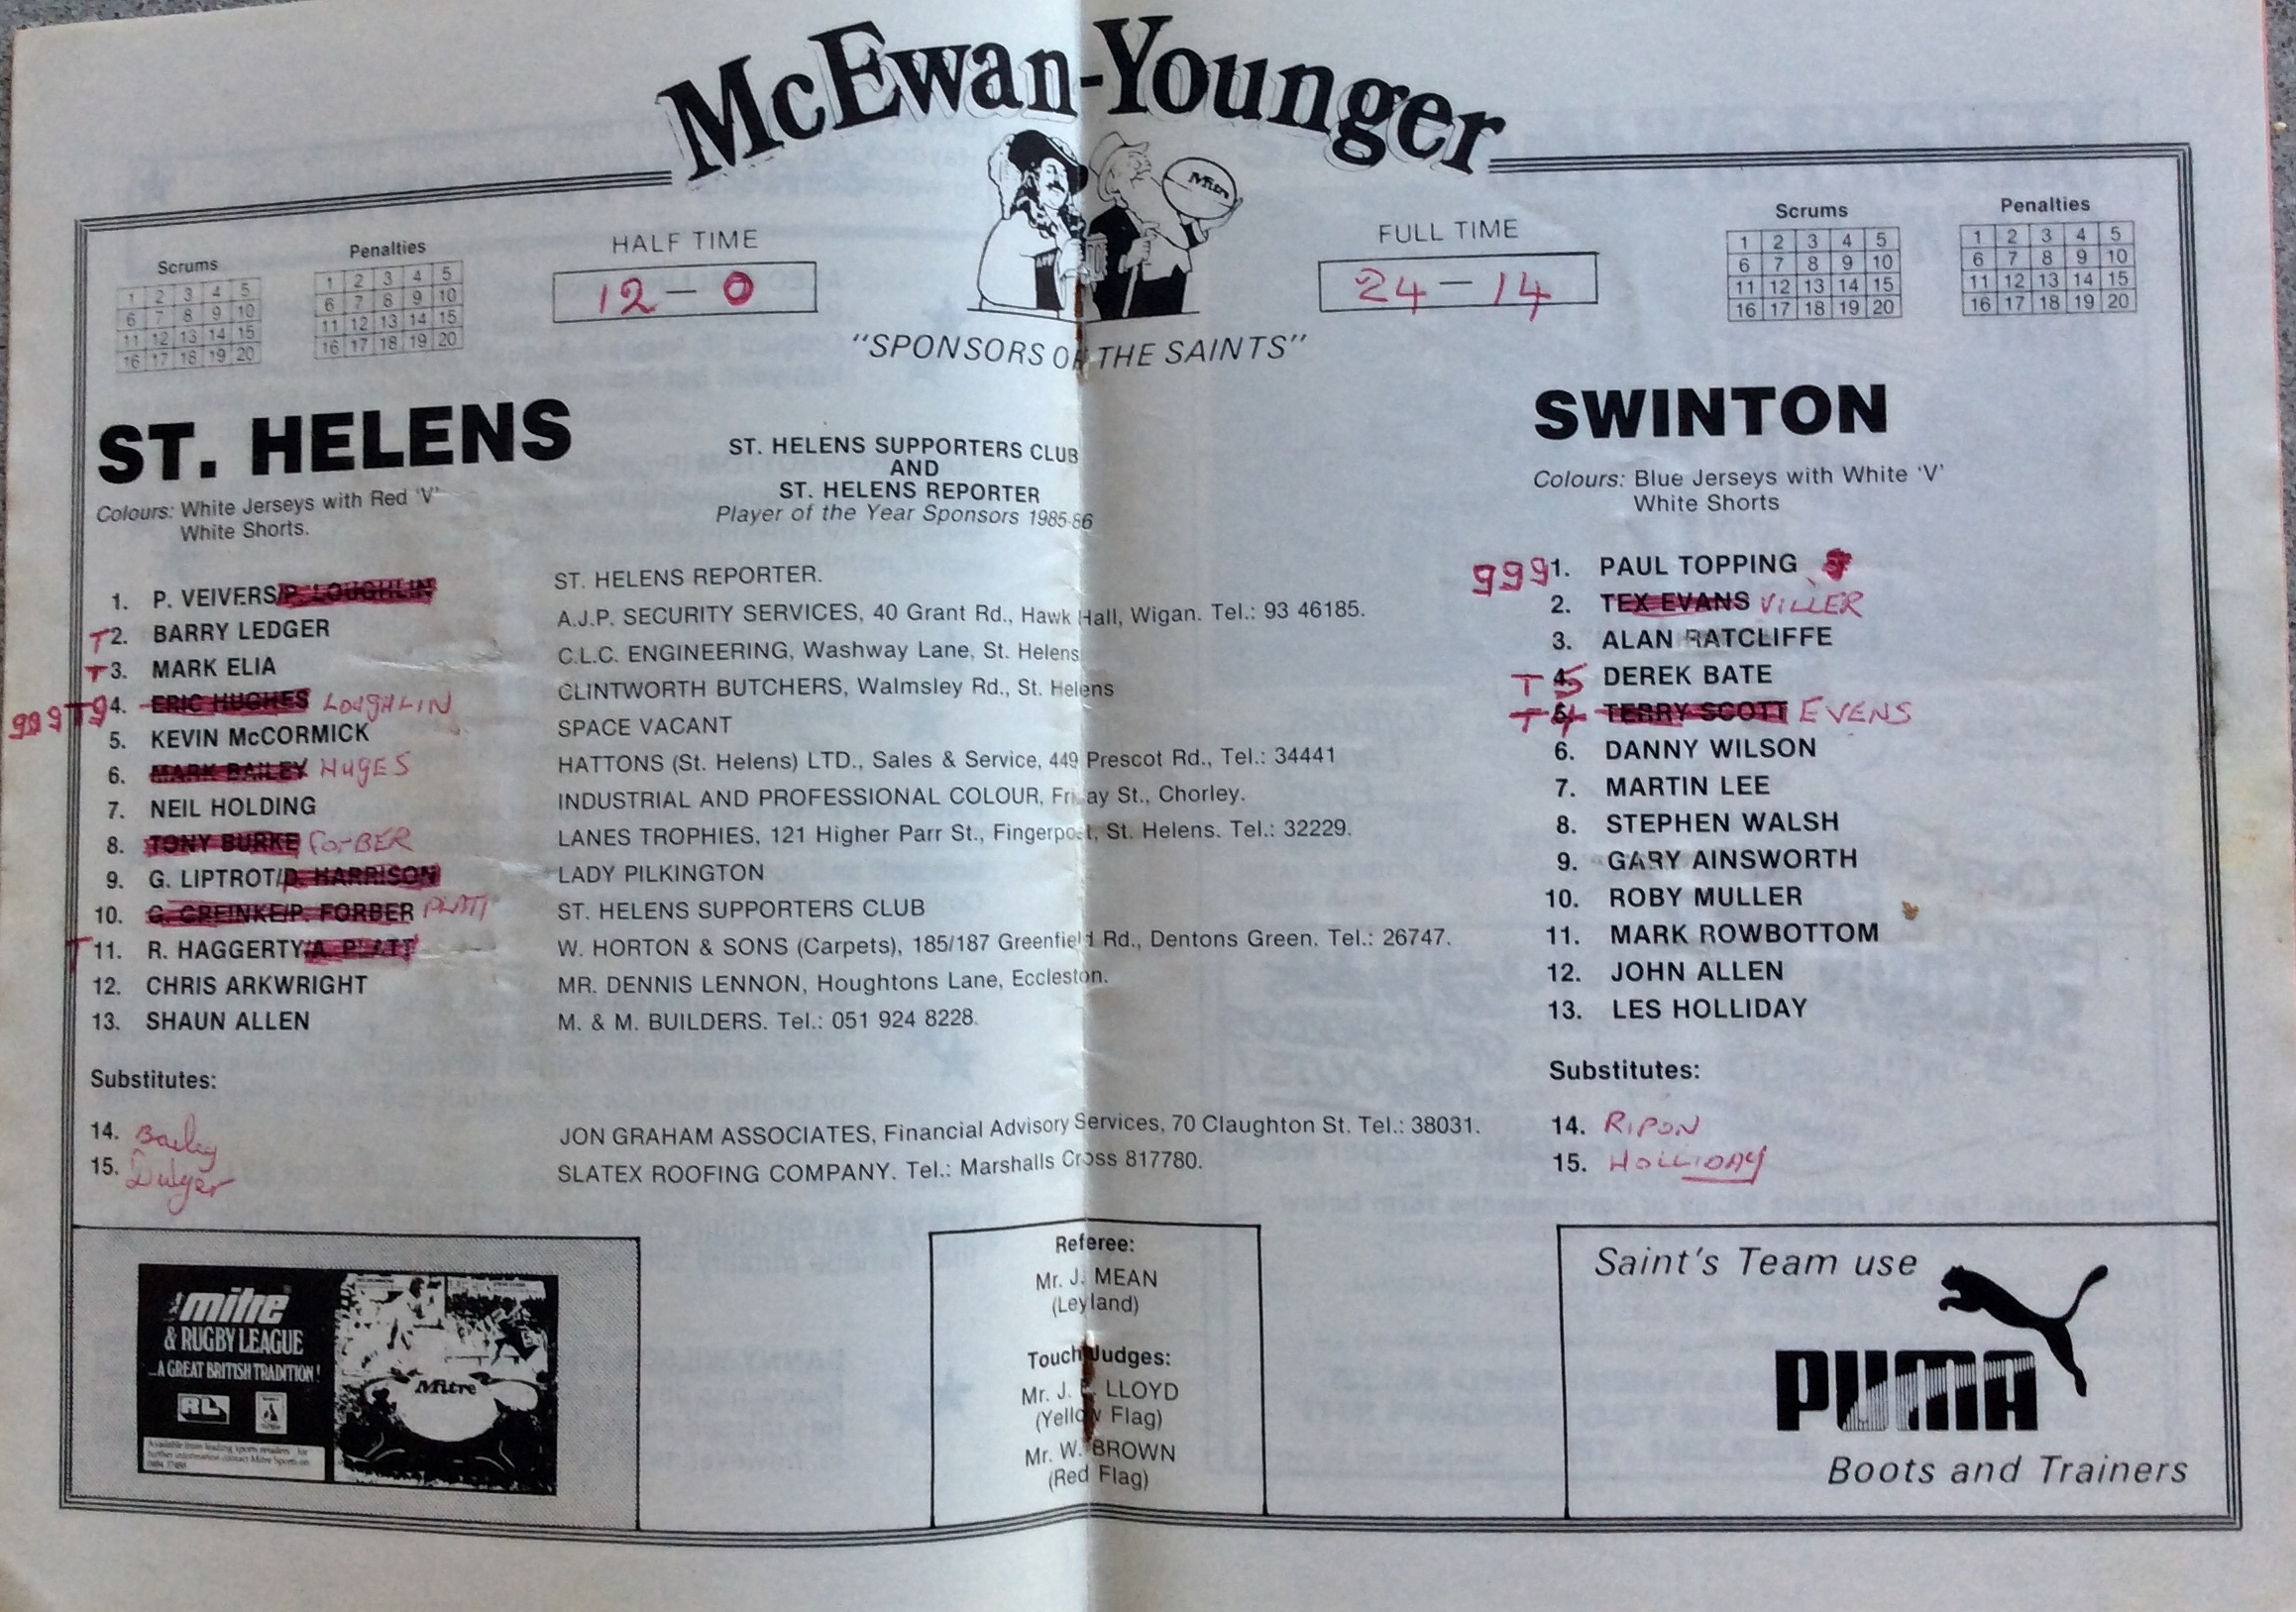 McEwan-Younger
Mitre
"SPONSORS OF THE SAINTS"
Scrums
1 2 3 4 5
6 7 8 9 10
11 12 13 14 15
16 17 18 19 20
Penalties
1 2 3 4 5
6 7 8 9 10
11 12 13 14 15
16 17 18 19 20
HALF TIME
12 - 0
FULL TIME
24 - 14
Scrums
1 2 3 4 5
6 7 8 9 10
11 12 13 14 15
16 17 18 19 20
Penalties
1 2 3 4 5
6 7 8 9 10
11 12 13 14 15
16 17 18 19 20
ST. HELENS
Colours: White Jerseys with Red 'V'
White Shorts.
1. P. VEIVERS/P. LOUGHLIN
T 2. BARRY LEDGER
T 3. MARK ELIA
999T9 4. ERIC HUGHES LOUGHLIN
5. KEVIN McCORMICK
6. MARK BAILEY HUGES
7. NEIL HOLDING
8. TONY BURKE FORBER
9. G. LIPTROT/D. HARRISON
10. G. GREINKE/P. FORBER PLATT
T 11. R. HAGGERTY/A. PLATT
12. CHRIS ARKWRIGHT
13. SHAUN ALLEN
Substitutes:
14. Bailey
15. Dwyer
ST. HELENS SUPPORTERS CLUB
AND
ST. HELENS REPORTER
Player of the Year Sponsors 1985-86
ST. HELENS REPORTER.
A.J.P. SECURITY SERVICES, 40 Grant Rd., Hawk Hall, Wigan. Tel.: 93 46185.
C.L.C. ENGINEERING, Washway Lane, St. Helens
CLINTWORTH BUTCHERS, Walmsley Rd., St. Helens
SPACE VACANT
HATTONS (St. Helens) LTD., Sales & Service, 449 Prescot Rd., Tel.: 34441
INDUSTRIAL AND PROFESSIONAL COLOUR, Friday St., Chorley.
LANES TROPHIES, 121 Higher Parr St., Fingerpost, St. Helens. Tel.: 32229.
LADY PILKINGTON
ST. HELENS SUPPORTERS CLUB
W. HORTON & SONS (Carpets), 185/187 Greenfield Rd., Dentons Green. Tel.: 26747.
MR. DENNIS LENNON, Houghtons Lane, Eccleston.
M. & M. BUILDERS. Tel.: 051 924 8228.
JON GRAHAM ASSOCIATES, Financial Advisory Services, 70 Claughton St. Tel.: 38031.
SLATEX ROOFING COMPANY. Tel.: Marshalls Cross 817780.
SWINTON
Colours: Blue Jerseys with White 'V'
White Shorts
999 1. PAUL TOPPING
2. TEX EVANS VILLER
3. ALAN RATCLIFFE
T 4. 5 DEREK BATE
T 5. 4 TERRY SCOTT EVENS
6. DANNY WILSON
7. MARTIN LEE
8. STEPHEN WALSH
9. GARY AINSWORTH
10. ROBY MULLER
11. MARK ROWBOTTOM
12. JOHN ALLEN
13. LES HOLLIDAY
Substitutes:
14. RIPON
15. HOLLIDAY
mitre
& RUGBY LEAGUE
...A GREAT BRITISH TRADITION!
RL
Available from leading sports retailers for
further information contact Mitre Sports on
Mitre
Referee:
Mr. J. MEAN
(Leyland)
Touch Judges:
Mr. J. LLOYD
(Yellow Flag)
Mr. W. BROWN
(Red Flag)
Saint's Team use
PUMA
Boots and Trainers